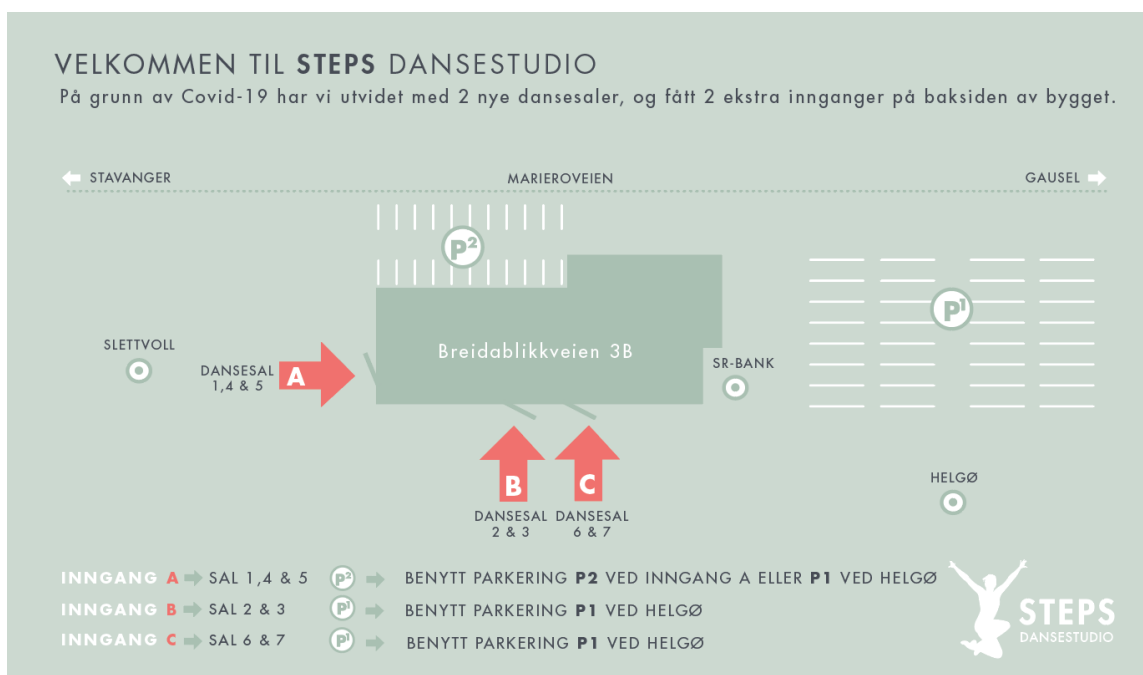 VELKOMMEN TIL STEPS DANSESTUDIO
På grunn av Covid-19 har vi utvidet med 2 nye dansesaler, og fått 2 ekstra innganger på baksiden av bygget.
STAVANGER
MARIEROVEIEN
GAUSEL
P²
P¹
Breidablikkveien 3B
SLETTVOLL
DANSESAL
1,4 & 5
A
SR-BANK
B
C
DANSESAL
2 & 3
DANSESAL
6 & 7
HELGØ
INNGANG A SAL 1,4 & 5 P² BENYTT PARKERING P2 VED INNGANG A ELLER P1 VED HELGØ
INNGANG B SAL 2 & 3 P¹ BENYTT PARKERING P1 VED HELGØ
INNGANG C SAL 6 & 7 P¹ BENYTT PARKERING P1 VED HELGØ
STEPS
DANSESTUDIO